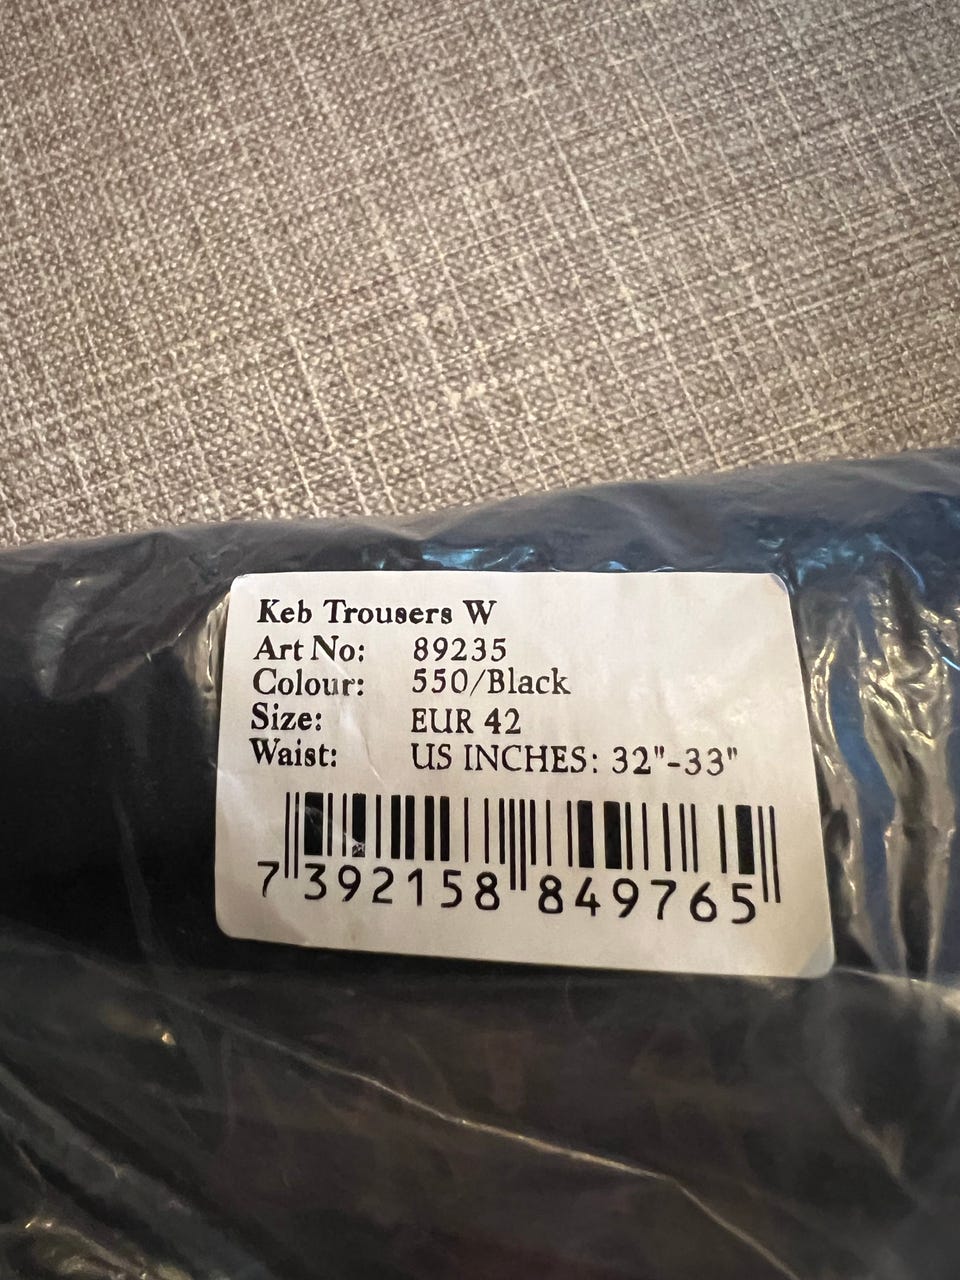 Keb Trousers W
Art No: 89235
Colour: 550/Black
Size: EUR 42
Waist: US INCHES: 32"-33"
7 392158 849765